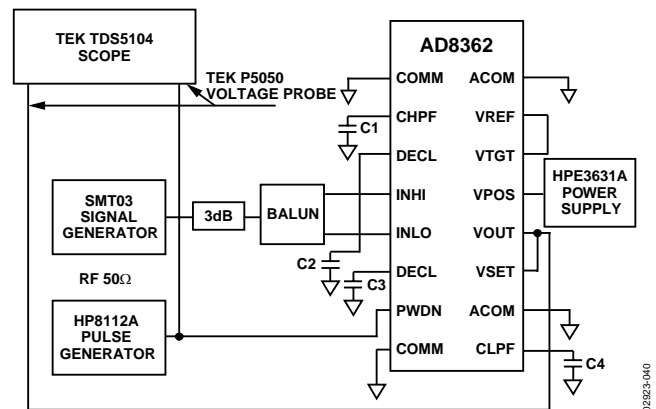 TEK TDS5104
SCOPE
TEK P5050
VOLTAGE PROBE
SMT03
SIGNAL
GENERATOR
3dB
BALUN
RF 50Ω
HP8112A
PULSE
GENERATOR
C1
C2
C3
AD8362
COMM
CHPF
DECL
INHI
INLO
DECL
PWDN
COMM
ACOM
VREF
VTGT
VPOS
VOUT
VSET
ACOM
CLPF
HPE3631A
POWER
SUPPLY
C4
02923-040